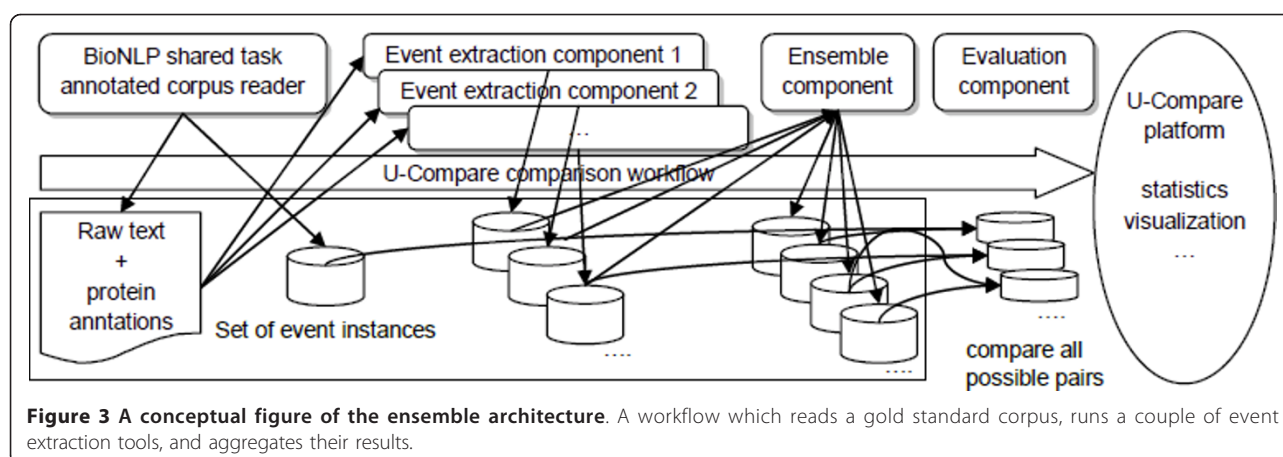 BioNLP shared task
annotated corpus reader
Event extraction component 1
Event extraction component 2
...
Ensemble
component
Evaluation
component
U-Compare
platform
statistics
visualization
...
U-Compare comparison workflow
Raw text
+
protein
anntations
Set of event instances
....
....
....
compare all
possible pairs
Figure 3 A conceptual figure of the ensemble architecture. A workflow which reads a gold standard corpus, runs a couple of event
extraction tools, and aggregates their results.